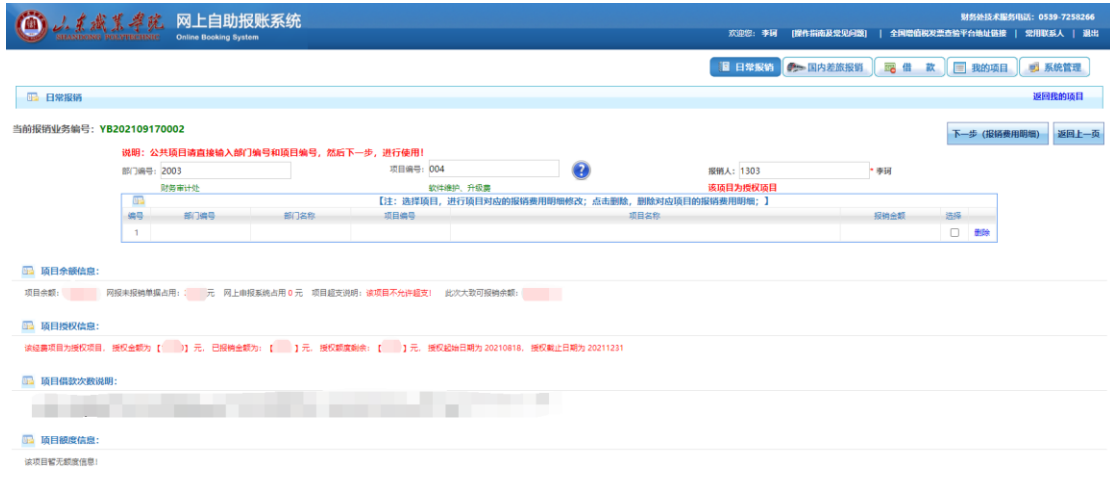 网上自助报账系统
Online Booking System
财务处技术服务电话：0539-7258266
欢迎您：李珂 [操作指南及常见问题] | 全国增值税发票查验平台地址链接 | 常用联系人 | 退出
日常报销 国内差旅报销 借 款 我的项目 系统管理
日常报销 返回我的项目
当前报销业务编号：YB202109170002
下一步（报销费用明细） 返回上一页
说明：公共项目请直接输入部门编号和项目编号，然后下一步，进行使用！
部门编号：2003 项目编号：004 报销人：1303 * 李珂
财务审计处 软件维护、升级费 该项目为授权项目
【注：选择项目，进行项目对应的报销费用明细修改；点击删除，删除对应项目的报销费用明细；】
编号 部门编号 部门名称 项目编号 项目名称 报销金额 选择
1 删除
项目余额信息：
项目余额： 网报未报销单据占用： 元 网上申报系统占用 0 元 项目超支说明：该项目不允许超支！ 此次大致可报销余额：
项目授权信息：
该经费项目为授权项目，授权金额为【 】元，已报销金额为：【 】元，授权额度剩余：【 】元，授权起始日期为 20210818，授权截止日期为 20211231
项目借款次数说明：
项目额度信息：
该项目暂无额度信息！